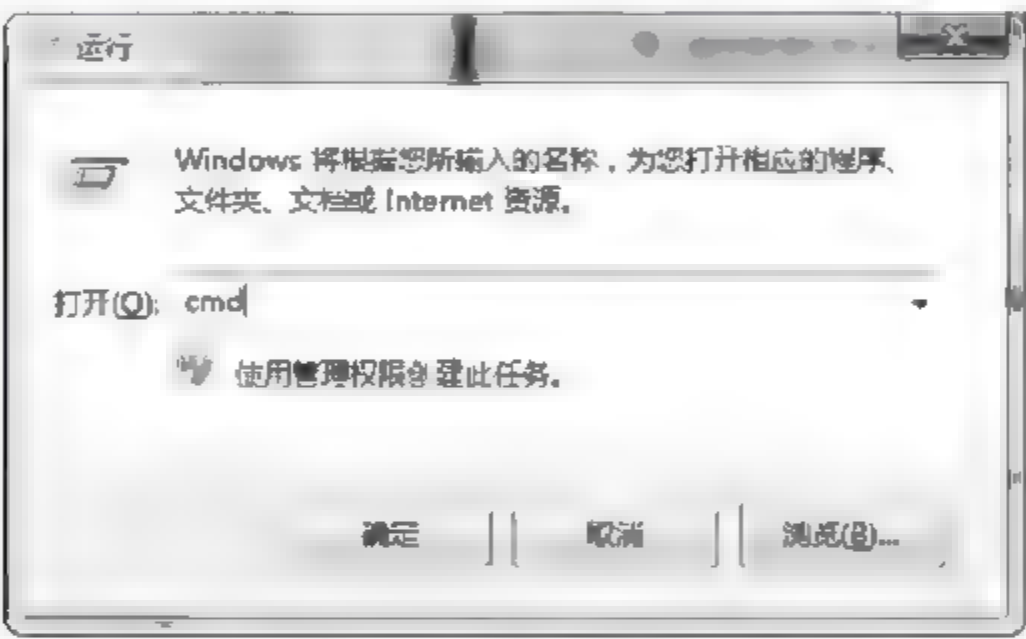 运行
Windows 将根据您所输入的名称，为您打开相应的程序、
文件夹、文档或 Internet 资源。
打开(O): cmd
使用管理权限创建此任务。
确定 取消 浏览(B)...